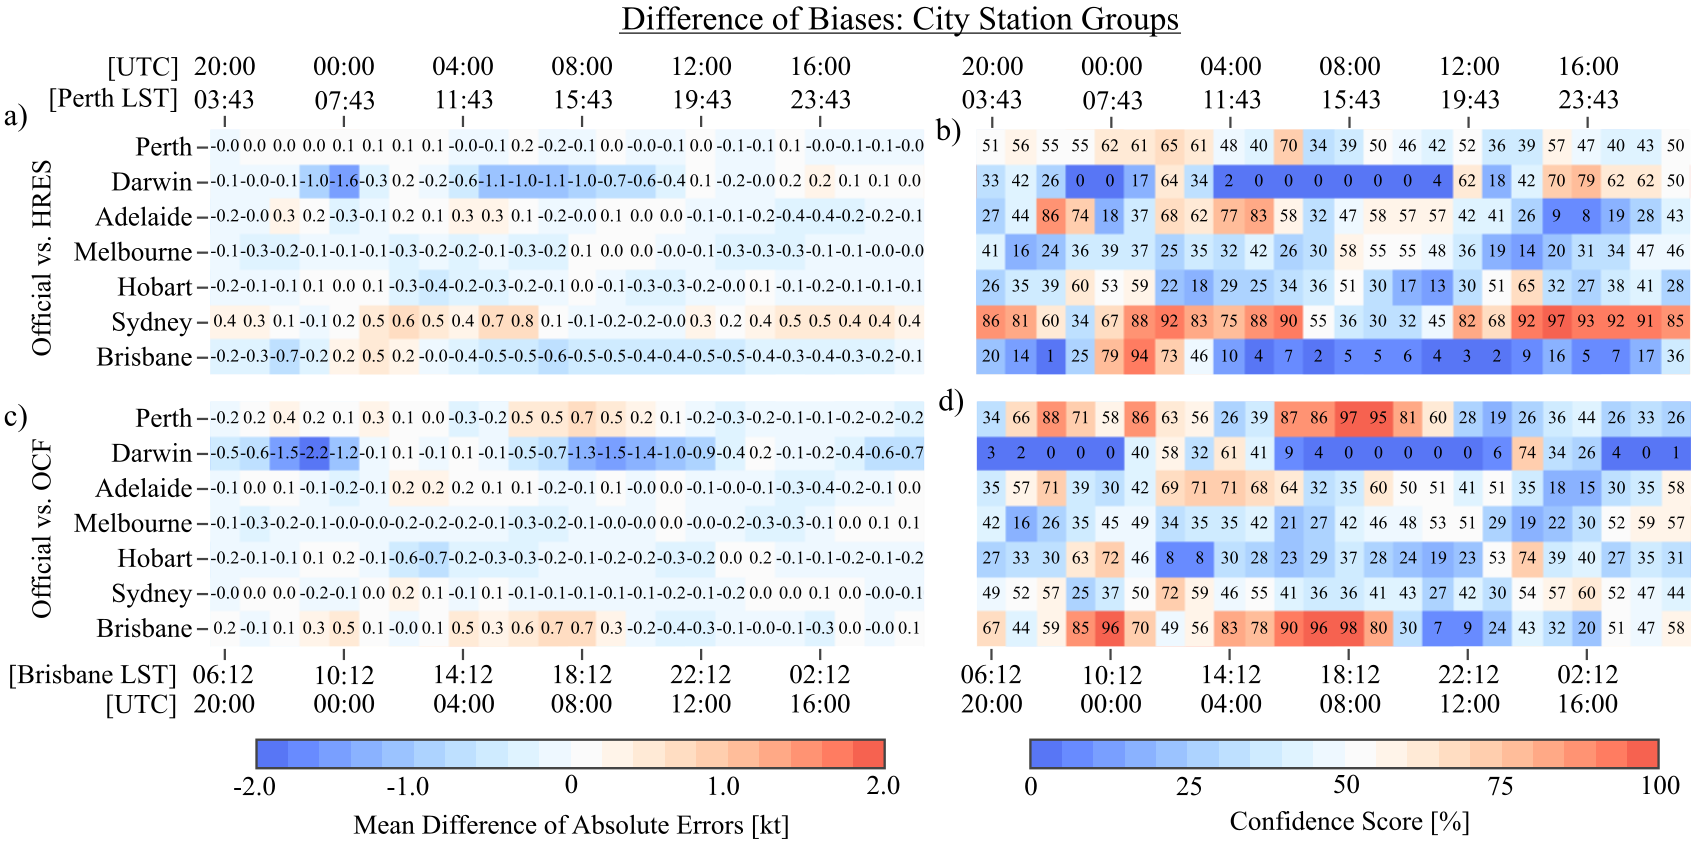 Difference of Biases: City Station Groups
[UTC] 20:00 00:00 04:00 08:00 12:00 16:00 20:00 00:00 04:00 08:00 12:00 16:00
[Perth LST] 03:43 07:43 11:43 15:43 19:43 23:43 03:43 07:43 11:43 15:43 19:43 23:43
a) b)
Official vs. HRES
Perth -0.0 0.0 0.0 0.0 0.1 0.1 0.1 0.1 -0.0 -0.1 0.2 -0.2 -0.1 0.0 -0.0 -0.0 0.1 -0.1 -0.1 0.1 -0.0 -0.1 -0.1 -0.0 51 56 55 55 62 61 65 61 48 40 70 34 39 50 46 42 52 36 39 57 47 40 43 50
Darwin -0.1 -0.0 -0.1 -1.0 -1.6 -0.3 0.2 -0.2 -0.6 -1.1 -1.0 -1.1 -1.0 -0.7 -0.6 -0.4 0.1 -0.2 -0.0 0.2 0.2 0.1 0.1 0.0 33 42 26 0 0 17 64 34 2 0 0 0 0 0 0 4 62 18 42 70 79 62 62 50
Adelaide -0.2 -0.0 0.3 0.2 -0.3 -0.1 0.2 0.1 0.3 0.3 0.1 -0.2 -0.0 0.1 0.0 0.0 -0.1 -0.1 -0.2 -0.4 -0.4 -0.2 -0.2 -0.1 27 44 86 74 18 37 68 62 77 83 58 32 47 58 57 57 42 41 26 9 8 19 28 43
Melbourne -0.1 -0.3 -0.2 -0.1 -0.1 -0.1 -0.3 -0.2 -0.2 -0.1 -0.3 -0.2 0.1 0.0 0.0 -0.0 -0.1 -0.2 -0.3 -0.3 -0.1 -0.1 -0.0 -0.0 41 16 24 36 39 37 25 35 32 42 26 30 58 55 55 48 36 19 14 20 31 34 47 46
Hobart -0.2 -0.1 -0.1 0.1 0.0 0.1 -0.3 -0.4 -0.2 -0.3 -0.2 -0.1 0.0 -0.1 -0.3 -0.3 -0.2 -0.0 0.1 -0.1 -0.2 -0.1 -0.1 -0.1 26 35 39 60 53 59 22 18 29 25 34 36 51 30 17 13 30 51 65 32 27 38 41 28
Sydney 0.4 0.3 0.1 -0.1 0.2 0.5 0.6 0.5 0.4 0.7 0.8 0.1 -0.1 -0.2 -0.2 -0.0 0.3 0.2 0.4 0.5 0.5 0.4 0.4 0.4 86 81 60 34 67 88 92 83 75 88 90 55 36 30 32 45 82 68 92 97 93 92 91 85
Brisbane -0.2 -0.3 -0.7 -0.2 0.2 0.5 0.2 -0.0 -0.4 -0.5 -0.5 -0.6 -0.5 -0.5 -0.4 -0.4 -0.5 -0.5 -0.4 -0.3 -0.4 -0.3 -0.2 -0.1 20 14 1 25 79 94 73 46 10 4 7 2 5 5 6 4 3 2 9 16 5 7 17 36
c) d)
Official vs. OCF
Perth -0.2 0.2 0.4 0.2 0.1 0.3 0.1 0.0 -0.3 -0.2 0.5 0.5 0.7 0.5 0.2 0.1 -0.2 -0.3 -0.2 -0.1 -0.1 -0.2 -0.2 -0.2 34 66 88 71 58 86 63 56 26 39 87 86 97 95 81 60 28 19 26 36 44 26 33 26
Darwin -0.5 -0.6 -1.5 -2.2 -1.2 -0.1 0.1 -0.1 0.1 -0.1 -0.5 -0.7 -1.3 -1.5 -1.4 -1.0 -0.9 -0.4 0.2 -0.1 -0.2 -0.4 -0.6 -0.7 3 2 0 0 0 40 58 32 61 41 9 4 0 0 0 0 0 6 74 34 26 4 0 1
Adelaide -0.1 0.0 0.1 -0.1 -0.2 -0.1 0.2 0.2 0.2 0.1 0.1 -0.2 -0.1 0.1 -0.0 0.0 -0.1 0.0 -0.1 -0.3 -0.4 -0.2 -0.1 0.0 35 57 71 39 30 42 69 71 71 68 64 32 35 60 50 51 41 51 35 18 15 30 35 58
Melbourne -0.1 -0.3 -0.2 -0.1 -0.0 -0.0 -0.2 -0.2 -0.2 -0.1 -0.3 -0.2 -0.1 -0.0 -0.0 0.0 0.0 -0.2 -0.3 -0.3 -0.1 0.0 0.1 0.1 42 16 26 35 45 49 34 35 35 42 21 27 42 46 48 53 51 29 19 22 30 52 59 57
Hobart -0.2 -0.1 -0.1 0.1 0.2 -0.1 -0.6 -0.7 -0.2 -0.3 -0.3 -0.2 -0.1 -0.2 -0.2 -0.3 -0.2 0.0 0.2 -0.1 -0.1 -0.2 -0.1 -0.2 27 33 30 63 72 46 8 8 30 28 23 29 37 28 24 19 23 53 74 39 40 27 35 31
Sydney -0.0 0.0 0.0 -0.2 -0.1 0.0 0.2 0.1 -0.1 0.1 -0.1 -0.1 -0.1 -0.1 -0.1 -0.2 -0.1 -0.2 0.0 0.0 0.1 0.0 -0.0 -0.1 49 52 57 25 37 50 72 59 46 55 41 36 36 41 43 27 42 30 54 57 60 52 47 44
Brisbane 0.2 -0.1 0.1 0.3 0.5 0.1 -0.0 0.1 0.5 0.3 0.6 0.7 0.7 0.3 -0.2 -0.4 -0.3 -0.1 -0.0 -0.1 -0.3 0.0 -0.0 0.1 67 44 59 85 96 70 49 56 83 78 90 96 98 80 30 7 9 24 43 32 20 51 47 58
[Brisbane LST] 06:12 10:12 14:12 18:12 22:12 02:12 06:12 10:12 14:12 18:12 22:12 02:12
[UTC] 20:00 00:00 04:00 08:00 12:00 16:00 20:00 00:00 04:00 08:00 12:00 16:00
-2.0 -1.0 0 1.0 2.0 0 25 50 75 100
Mean Difference of Absolute Errors [kt] Confidence Score [%]